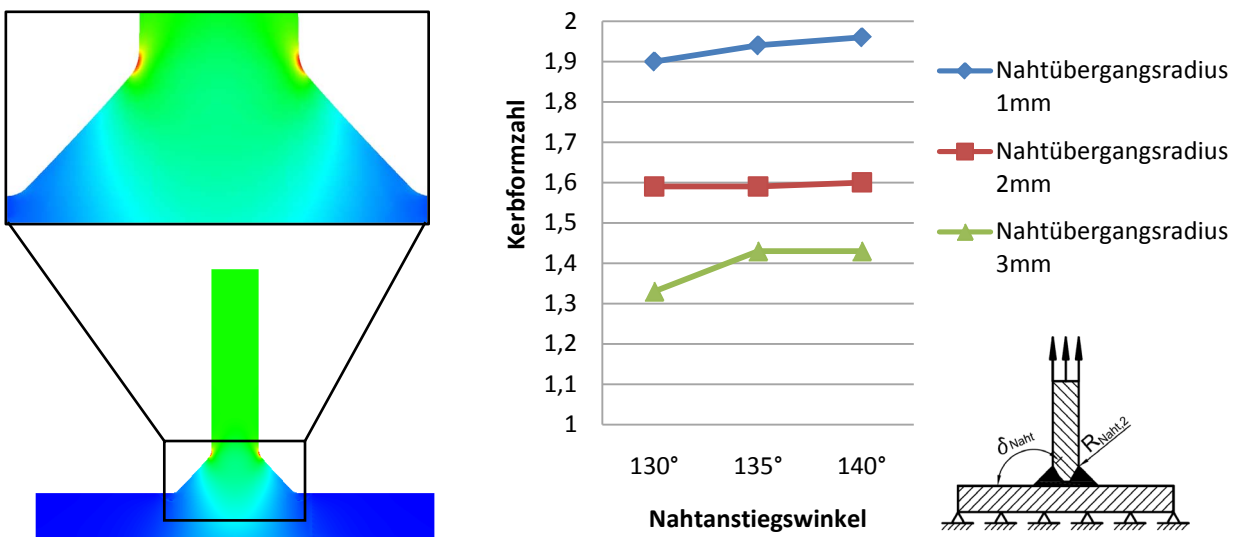 2
1,9
1,8
1,7
1,6
1,5
1,4
1,3
1,2
1,1
1
Kerbformzahl
130°
135°
140°
Nahtanstiegswinkel
Nahtübergangsradius
1mm
Nahtübergangsradius
2mm
Nahtübergangsradius
3mm
δNaht
RNaht,2